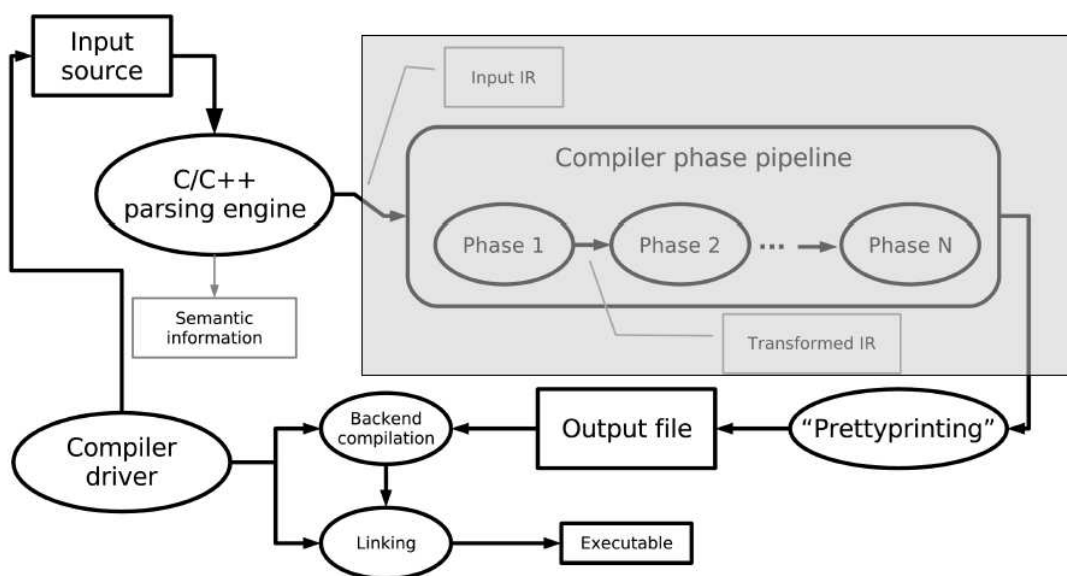 Input
source
Input IR
C/C++
parsing engine
Compiler phase pipeline
Phase 1
Phase 2
...
Phase N
Semantic
information
Transformed IR
Compiler
driver
Backend
compilation
Output file
“Prettyprinting”
Linking
Executable